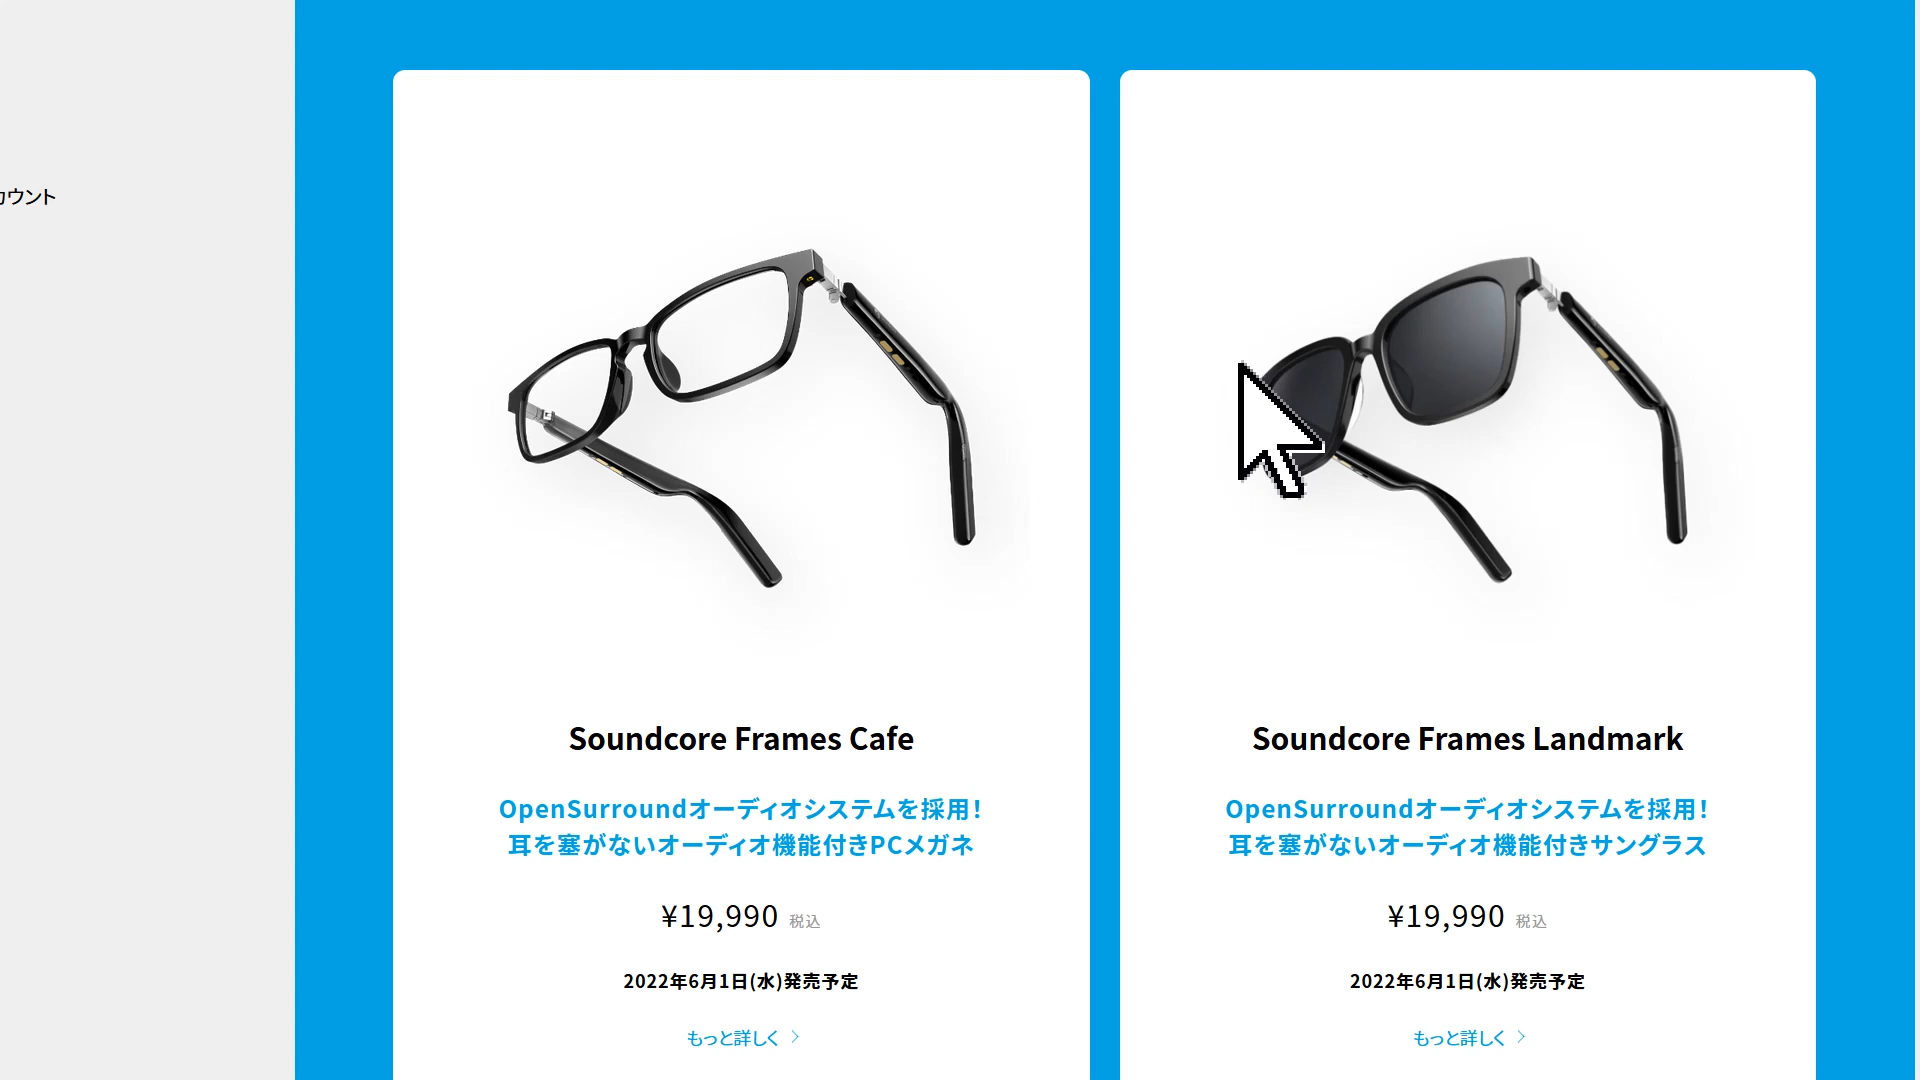 カウント
Soundcore Frames Cafe
OpenSurroundオーディオシステムを採用!
耳を塞がないオーディオ機能付きPCメガネ
¥19,990 税込
2022年6月1日(水)発売予定
もっと詳しく
Soundcore Frames Landmark
OpenSurroundオーディオシステムを採用!
耳を塞がないオーディオ機能付きサングラス
¥19,990 税込
2022年6月1日(水)発売予定
もっと詳しく